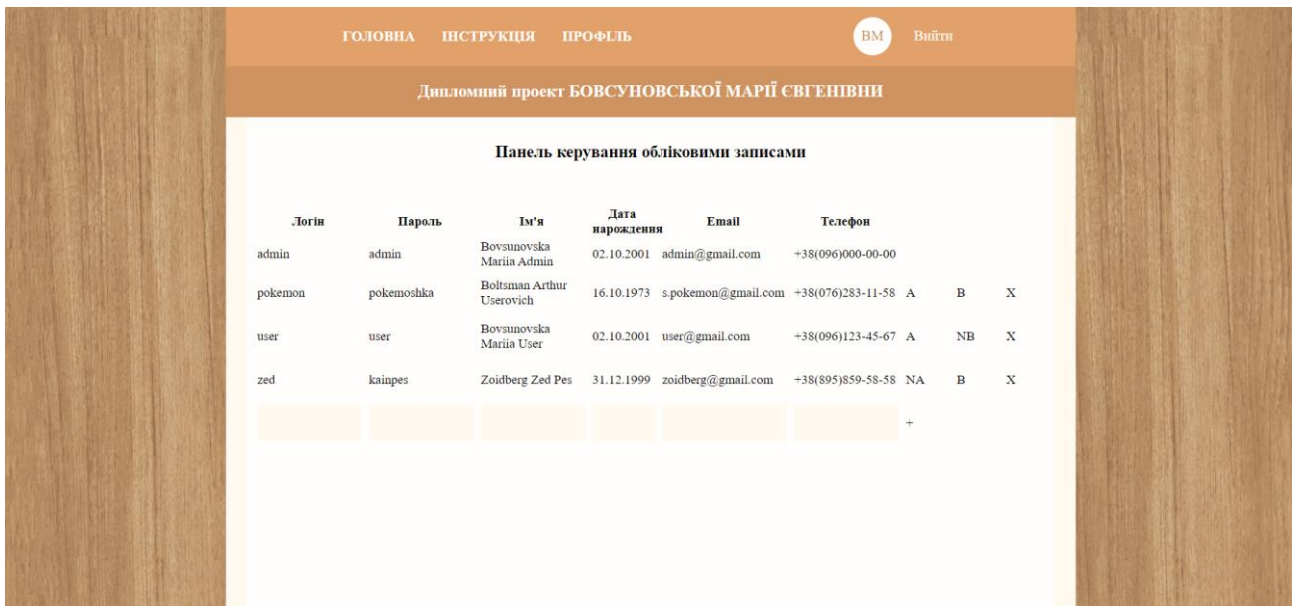 ГОЛОВНА ІНСТРУКЦІЯ ПРОФІЛЬ ВМ Вийти
Дипломний проект БОВСУНОВСЬКОЇ МАРІЇ ЄВГЕНІВНИ
Панель керування обліковими записами
Логін Пароль Ім'я Дата нарождення Email Телефон
admin admin Bovsunovska Mariia Admin 02.10.2001 admin@gmail.com +38(096)000-00-00
pokemon pokemoshka Boltsman Arthur Userovich 16.10.1973 s.pokemon@gmail.com +38(076)283-11-58 A B X
user user Bovsunovska Mariia User 02.10.2001 user@gmail.com +38(096)123-45-67 A NB X
zed kainpes Zoidberg Zed Pes 31.12.1999 zoidberg@gmail.com +38(895)859-58-58 NA B X
+